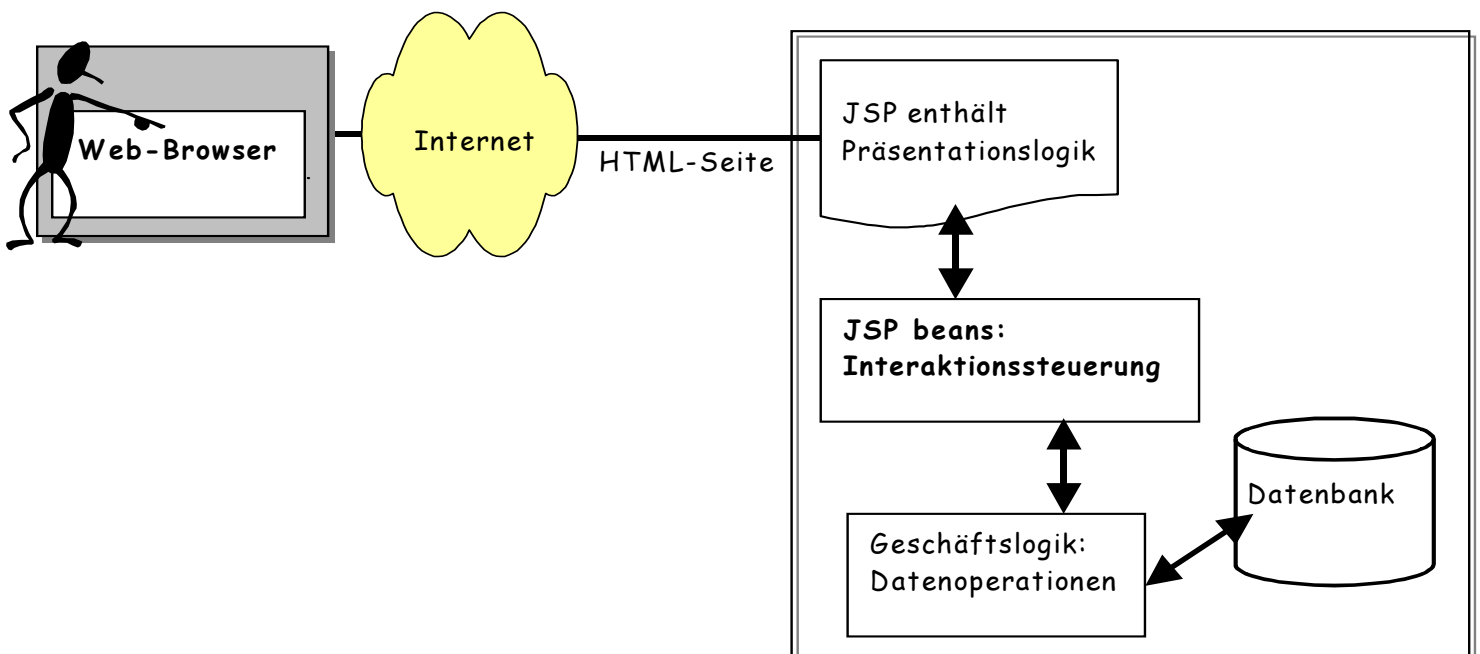 Web-Browser
Internet
HTML-Seite
JSP enthält
Präsentationslogik
JSP beans:
Interaktionssteuerung
Datenbank
Geschäftslogik:
Datenoperationen